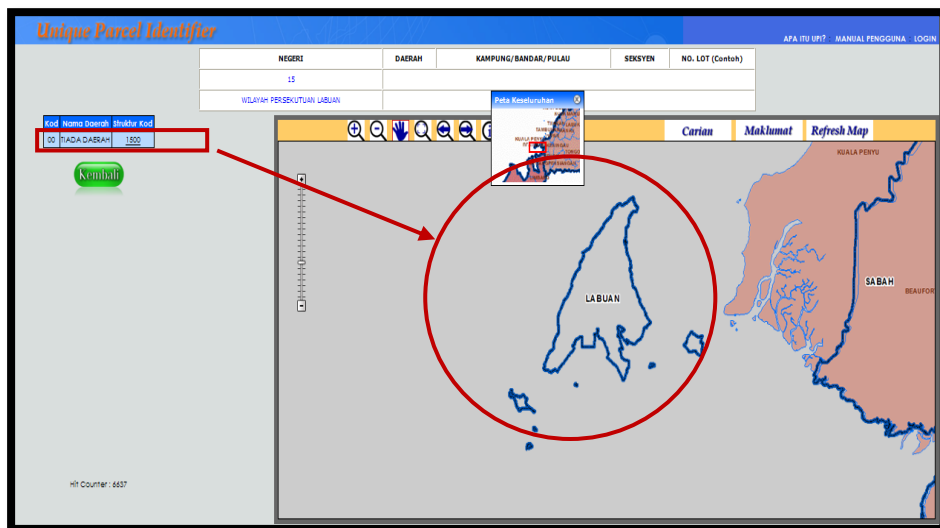 Unique Parcel Identifier
APA ITU UPI? MANUAL PENGGUNA LOGIN
NEGERI DAERAH KAMPUNG/BANDAR/PULAU SEKSYEN NO. LOT (Contoh)
15
WILAYAH PERSEKUTUAN LABUAN
Peta Keseluruhan
Kod Nama Daerah Struktur Kod
00 TIADA DAERAH 1500
Carian Maklumat Refresh Map
Kembali
KUALA PENYU
SABAH
BEAUFOR
LABUAN
Hit Counter : 6637